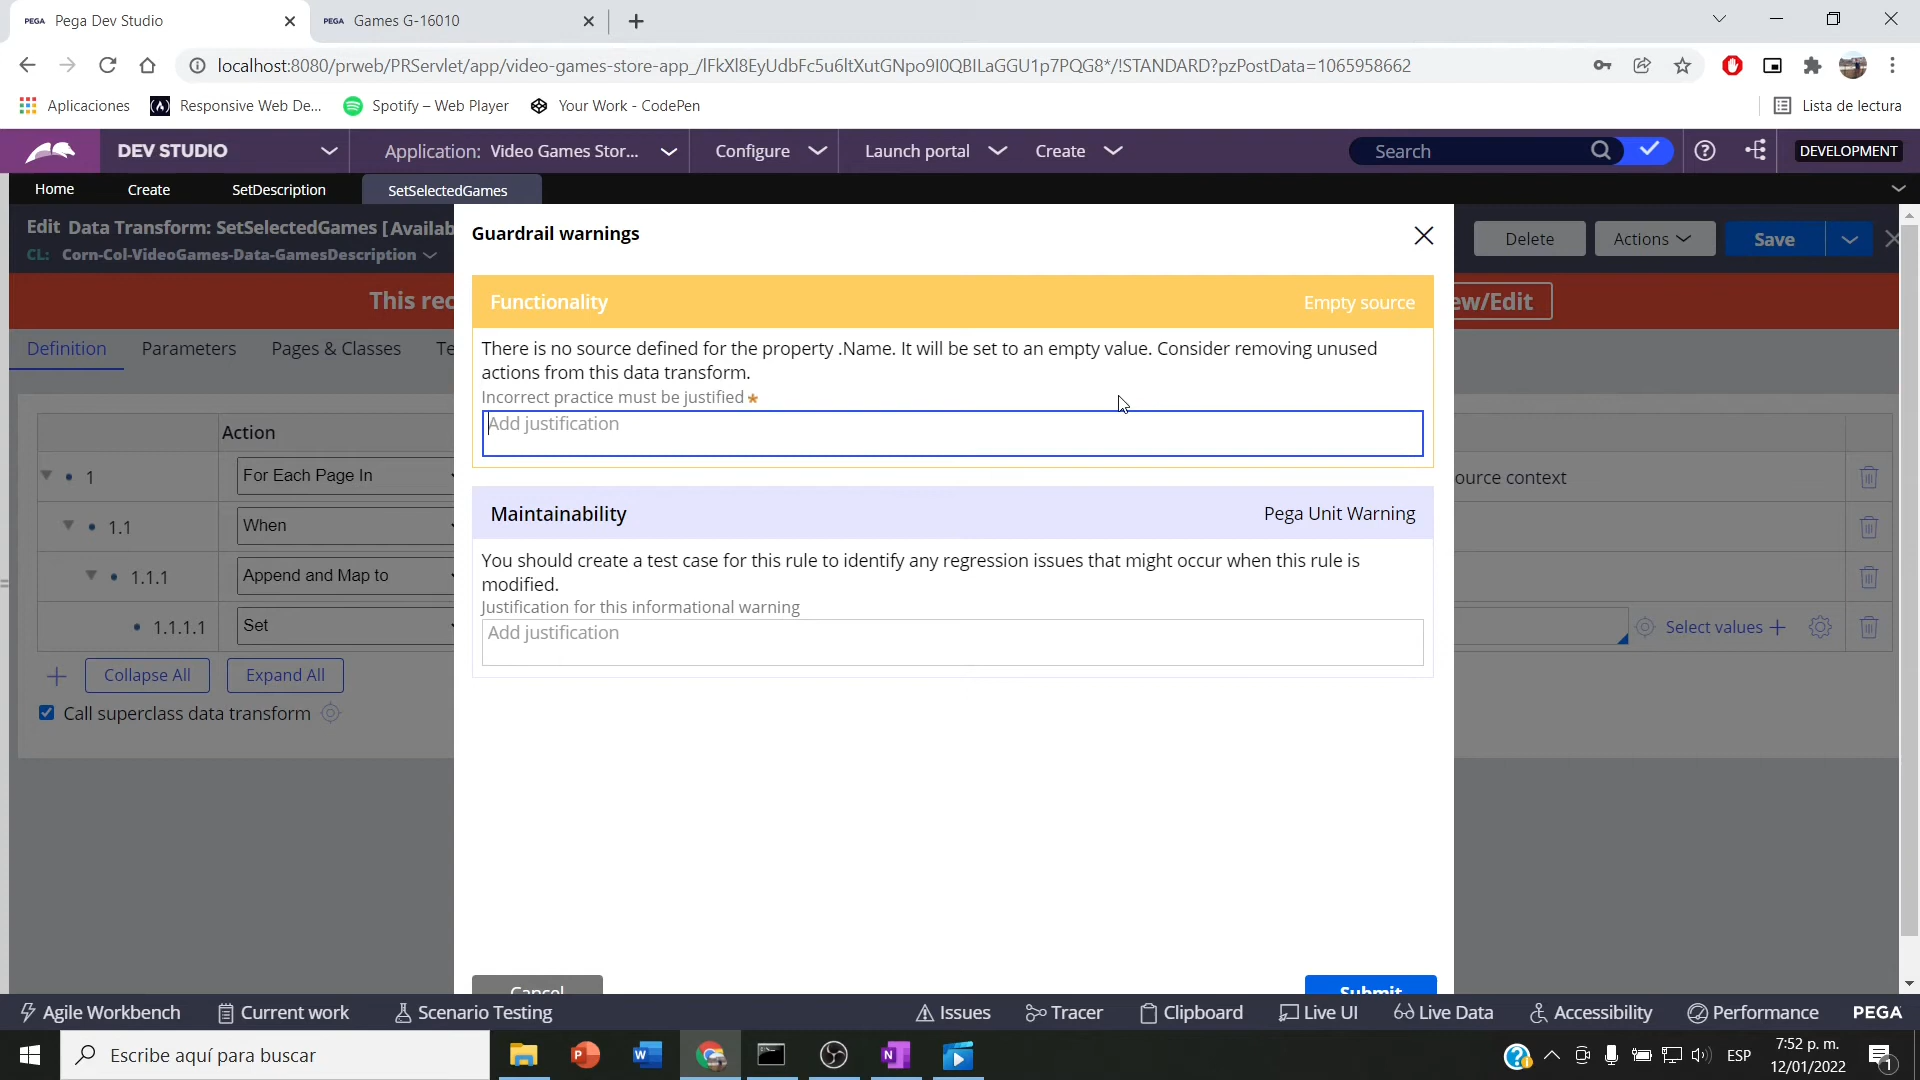 PEGA Pega Dev Studio
PEGA Games G-16010
localhost:8080/prweb/PRServlet/app/video-games-store-app_/lFkXl8EyUdbFc5u6ltXutGNpo9I0QBILaGGU1p7PQG8*/!STANDARD?pzPostData=1065958662
Aplicaciones
Responsive Web De...
Spotify – Web Player
Your Work - CodePen
Lista de lectura
DEV STUDIO
Application: Video Games Stor...
Configure
Launch portal
Create
Search
DEVELOPMENT
Home
Create
SetDescription
SetSelectedGames
Edit Data Transform: SetSelectedGames [Availab
CL: Corn-Col-VideoGames-Data-GamesDescription
Delete
Actions
Save
This rec
ew/Edit
Definition
Parameters
Pages & Classes
Te
Action
1
For Each Page In
ource context
1.1
When
1.1.1
Append and Map to
1.1.1.1
Set
Select values
Collapse All
Expand All
Call superclass data transform
Guardrail warnings
Functionality
Empty source
There is no source defined for the property .Name. It will be set to an empty value. Consider removing unused
actions from this data transform.
Incorrect practice must be justified *
Add justification
Maintainability
Pega Unit Warning
You should create a test case for this rule to identify any regression issues that might occur when this rule is
modified.
Justification for this informational warning
Add justification
Cancel
Submit
Agile Workbench
Current work
Scenario Testing
Issues
Tracer
Clipboard
Live UI
Live Data
Accessibility
Performance
PEGA
Escribe aquí para buscar
ESP
7:52 p. m.
12/01/2022
1